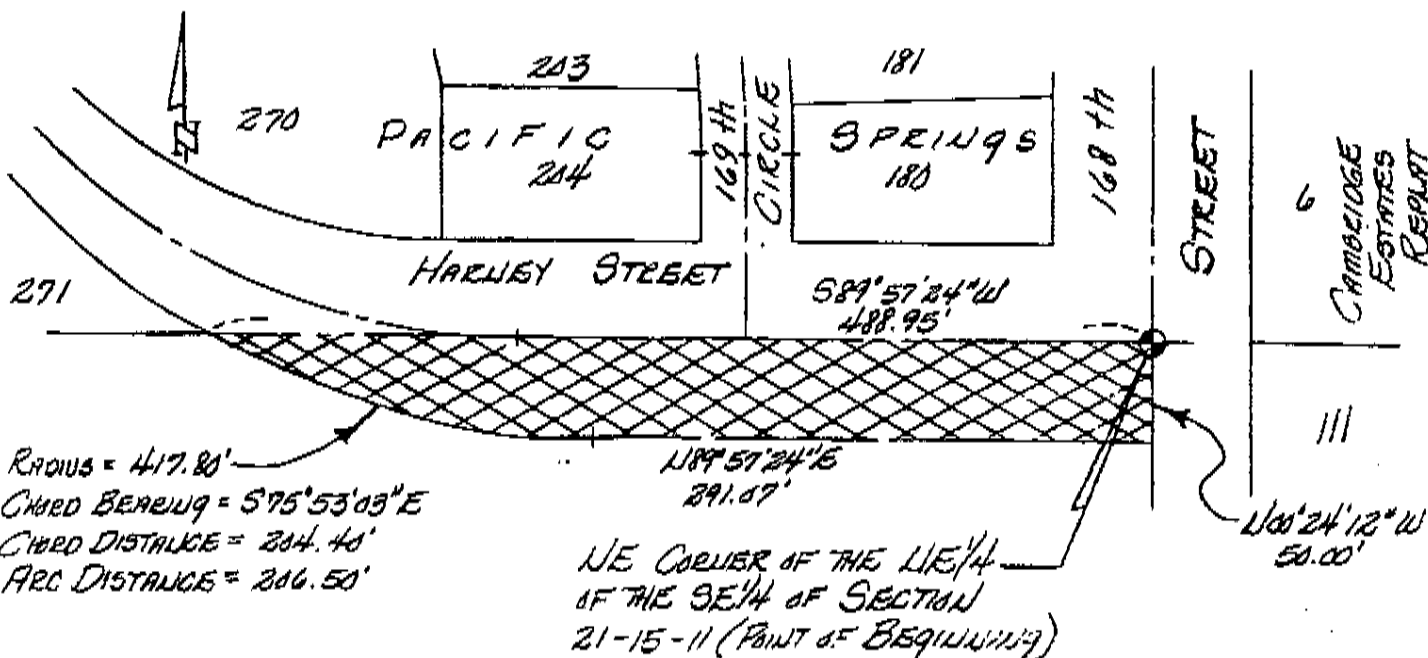 203
181
270
PACIFIC
204
169th
CIRCLE
SPRINGS
180
168th
STREET
6
CAMBRIDGE
ESTATES
REPLAT
HARNEY STREET
271
S89°57'24"W
488.95'
111
RADIUS = 417.80'
CHORD BEARING = S75°53'03"E
CHORD DISTANCE = 204.40'
ARC DISTANCE = 206.50'
N89°57'24"E
291.07'
N00°24'12"W
50.00'
NE CORNER OF THE NE1/4
OF THE SE1/4 OF SECTION
21-15-11 (POINT OF BEGINNING)
N